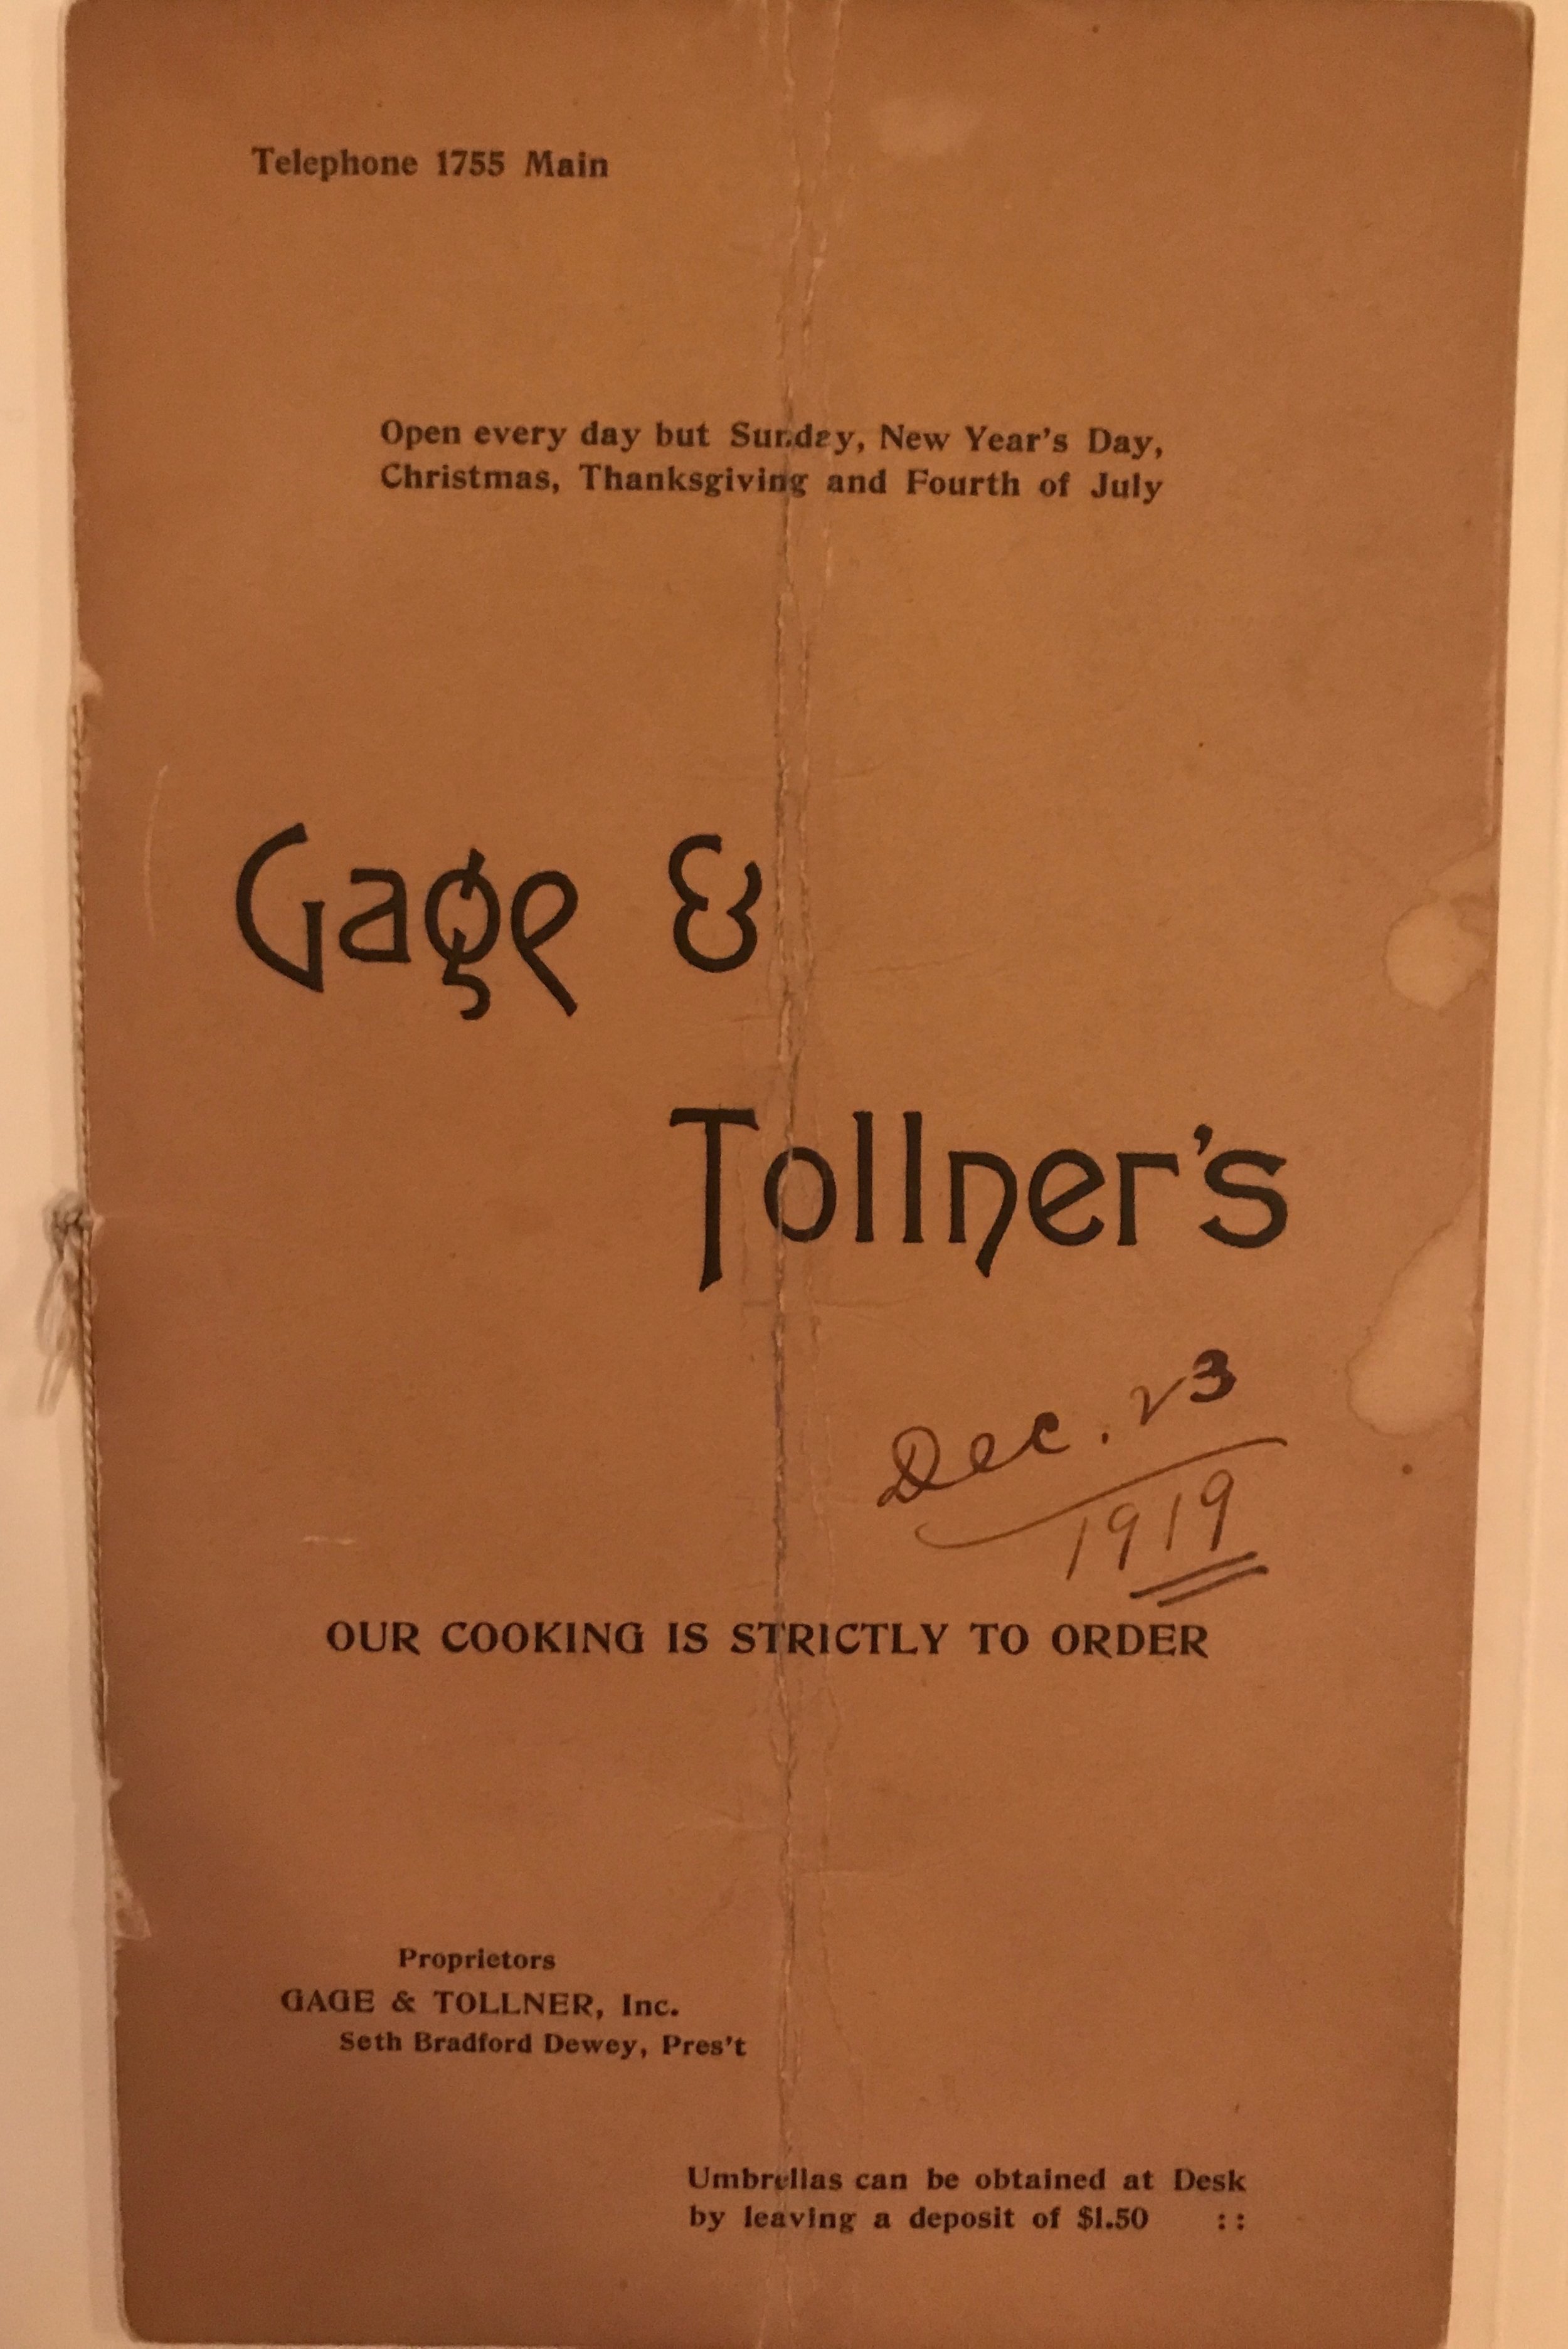 Telephone 1755 Main
Open every day but Sunday, New Year's Day,
Christmas, Thanksgiving and Fourth of July
Gage &
Tollner's
Dec. 23
1919
OUR COOKING IS STRICTLY TO ORDER
Proprietors
GAGE & TOLLNER, Inc.
Seth Bradford Dewey, Pres't
Umbrellas can be obtained at Desk
by leaving a deposit of $1.50 ::